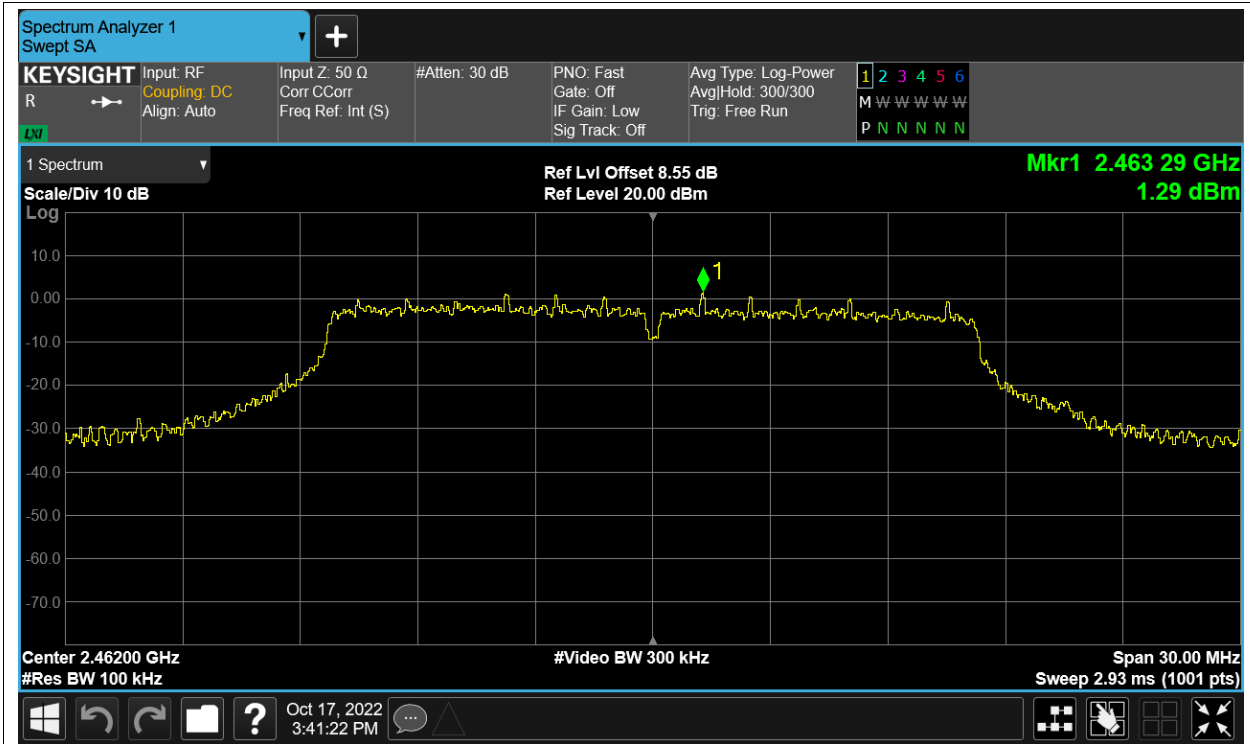 Spectrum Analyzer 1
Swept SA
KEYSIGHT
R
LXI
Input: RF
Coupling: DC
Align: Auto
Input Z: 50 Ω
Corr CCorr
Freq Ref: Int (S)
#Atten: 30 dB
PNO: Fast
Gate: Off
IF Gain: Low
Sig Track: Off
Avg Type: Log-Power
Avg|Hold: 300/300
Trig: Free Run
1 2 3 4 5 6
M W W W W W
P N N N N N
1 Spectrum
Scale/Div 10 dB
Log
Ref Lvl Offset 8.55 dB
Ref Level 20.00 dBm
Mkr1 2.463 29 GHz
1.29 dBm
1
10.0
0.00
-10.0
-20.0
-30.0
-40.0
-50.0
-60.0
-70.0
Center 2.46200 GHz
#Res BW 100 kHz
#Video BW 300 kHz
Span 30.00 MHz
Sweep 2.93 ms (1001 pts)
?
Oct 17, 2022
3:41:22 PM